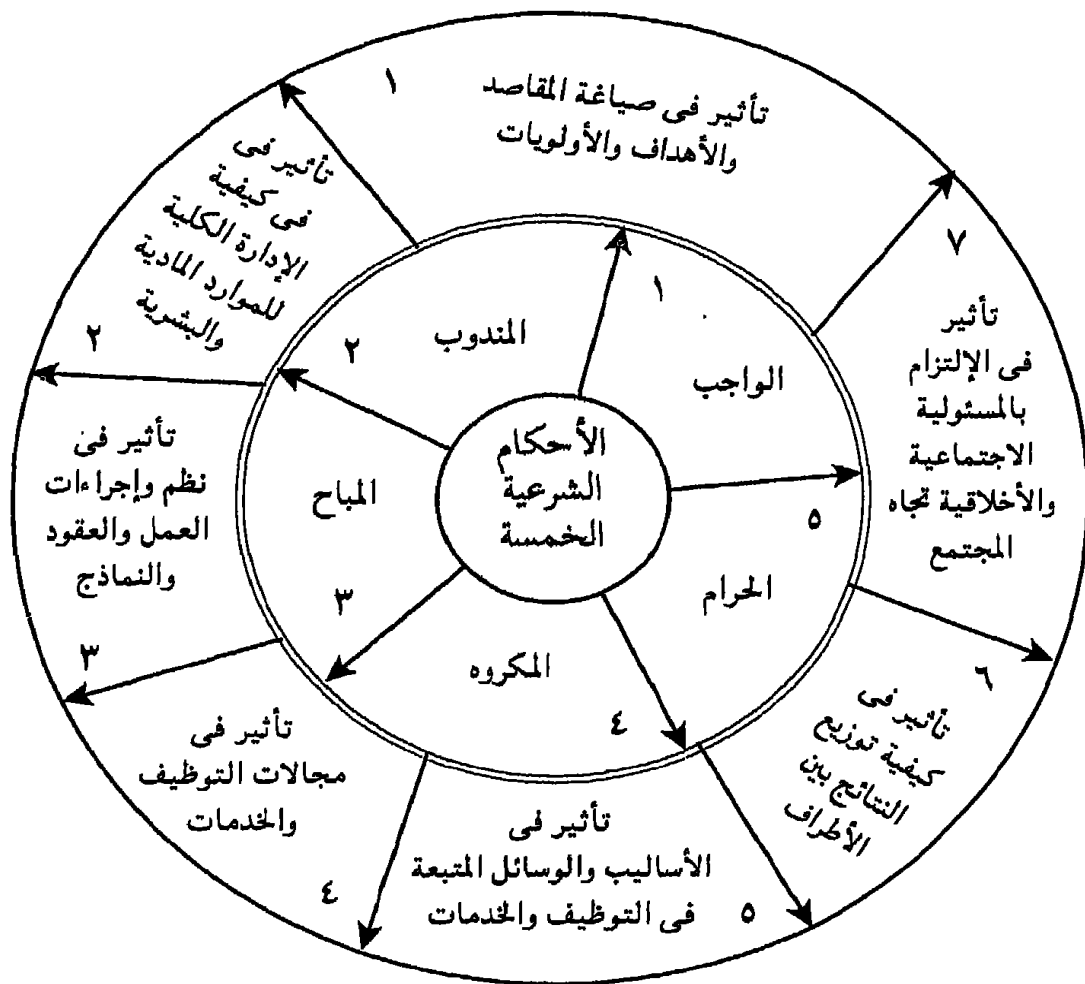 الأحكام
الشرعية
الخمسة
١
الواجب
٢
المندوب
٣
المباح
٤
المكروه
٥
الحرام
١
تأثير فى صياغة المقاصد
والأهداف والأولويات
٢
تأثير فى
فى كيفية
الإدارة الكلية
للموارد المادية
والبشرية
٣
تأثير فى
نظم وإجراءات
العمل والعقود
والنماذج
٤
تأثير فى
مجالات التوظيف
والخدمات
٥
تأثير فى
الأساليب والوسائل المتبعة
فى التوظيف والخدمات
٦
تأثير فى
كيفية توزيع
النتائج بين
الأطراف
٧
تأثير
فى الإلتزام
بالمسئولية
الاجتماعية
والأخلاقية تجاه
المجتمع